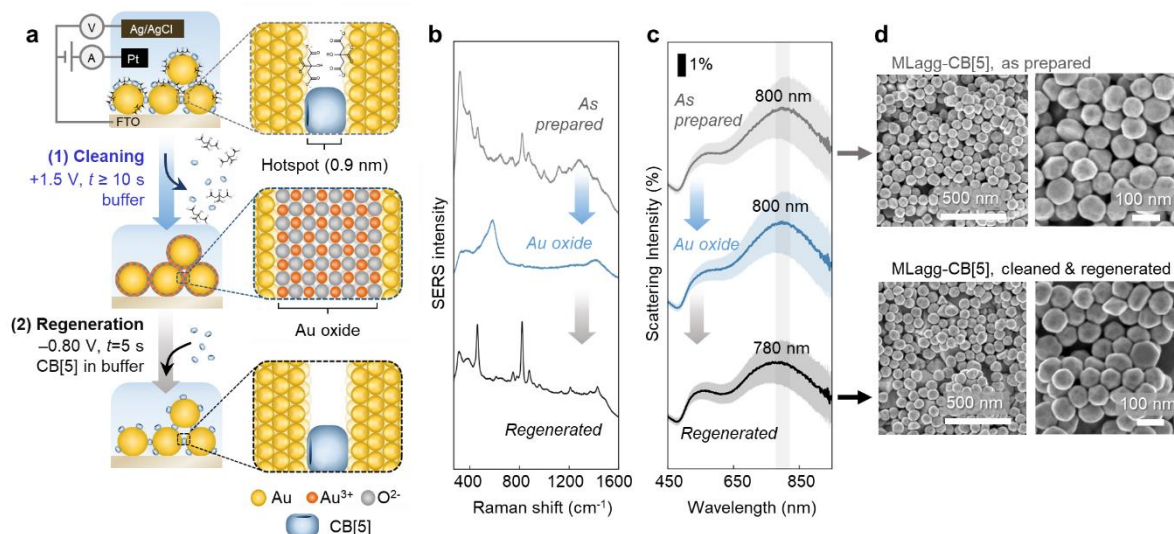 a
V
Ag/AgCl
A
Pt
FTO
Hotspot (0.9 nm)
(1) Cleaning
+1.5 V, t ≥ 10 s
buffer
Au oxide
(2) Regeneration
–0.80 V, t=5 s
CB[5] in buffer
Au
Au³⁺
O²⁻
CB[5]
b
SERS intensity
As
prepared
Au oxide
Regenerated
400
800
1200
1600
Raman shift (cm⁻¹)
c
Scattering Intensity (%)
1%
As
prepared
800 nm
800 nm
Au oxide
780 nm
Regenerated
450
650
850
Wavelength (nm)
d
MLagg-CB[5], as prepared
500 nm
100 nm
MLagg-CB[5], cleaned & regenerated
500 nm
100 nm